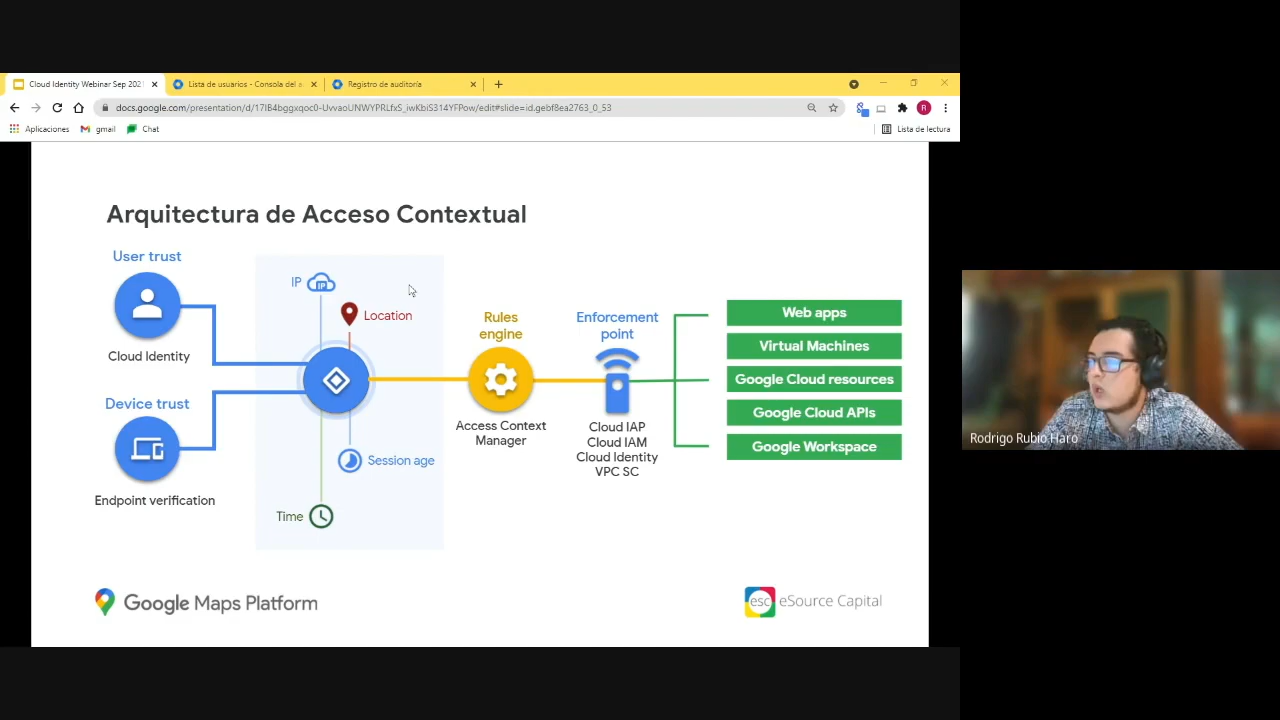 Cloud Identity Webinar Sep 202
Lista de usuarios - Consola del a
Registro de auditoría
docs.google.com/presentation/d/17IB4bggxqoc0-UvvaoUNWYPRLfxS_iwKbiS314YFPow/edit#slide=id.gebf8ea2763_0_53
R
Aplicaciones
gmail
Chat
Lista de lectura
Arquitectura de Acceso Contextual
User trust
Cloud Identity
Device trust
Endpoint verification
IP
Location
Session age
Time
Rules
engine
Access Context
Manager
Enforcement
point
Cloud IAP
Cloud IAM
Cloud Identity
VPC SC
Web apps
Virtual Machines
Google Cloud resources
Google Cloud APIs
Google Workspace
Google Maps Platform
esc eSource Capital
Rodrigo Rubio Haro